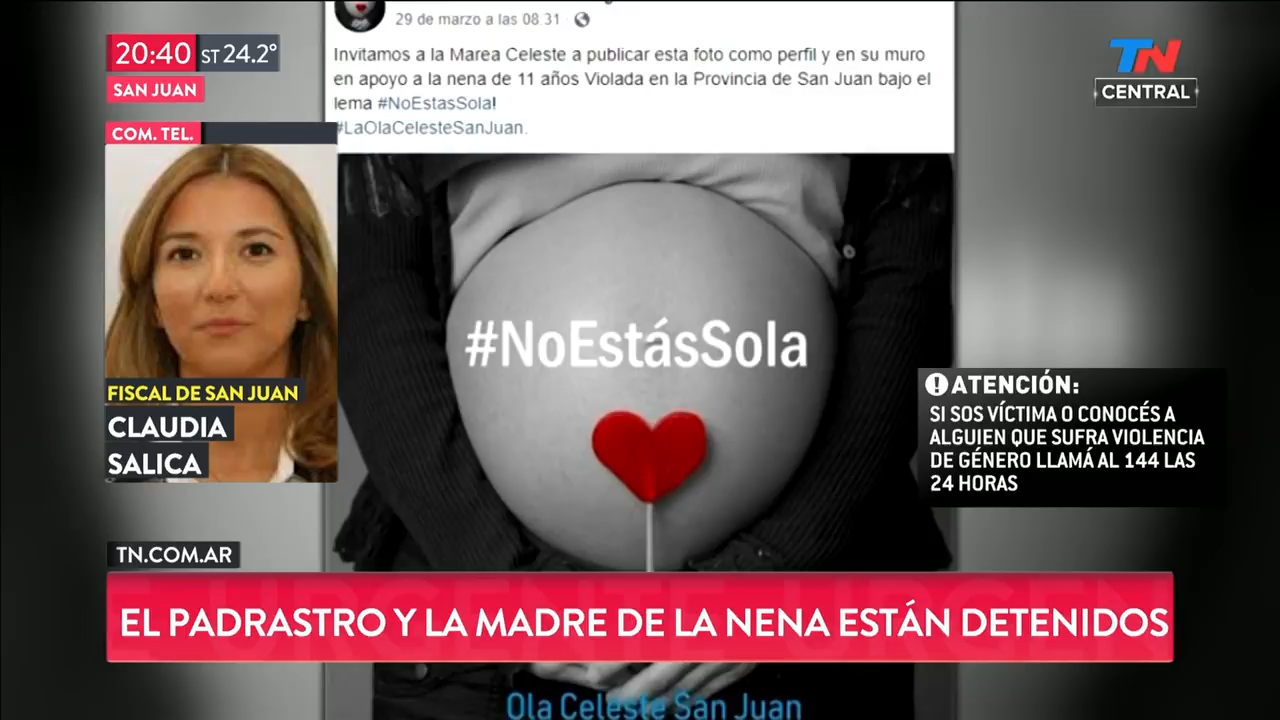 29 de marzo a las 08:31
Invitamos a la Marea Celeste a publicar esta foto como perfil y en su muro
en apoyo a la nena de 11 años Violada en la Provincia de San Juan bajo el
lema #NoEstasSola!
#LaOlaCelesteSanJuan.
20:40 ST 24.2°
SAN JUAN
TN
CENTRAL
COM. TEL.
#NoEstásSola
FISCAL DE SAN JUAN
CLAUDIA
SALICA
ATENCIÓN:
SI SOS VÍCTIMA O CONOCÉS A
ALGUIEN QUE SUFRA VIOLENCIA
DE GÉNERO LLAMÁ AL 144 LAS
24 HORAS
TN.COM.AR
URGENTE URGENTE
EL PADRASTRO Y LA MADRE DE LA NENA ESTÁN DETENIDOS
Ola Celeste San Juan